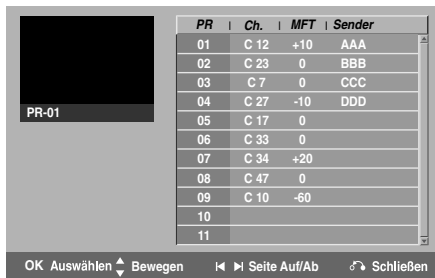 PR Ch. MFT Sender
01 C 12 +10 AAA
02 C 23 0 BBB
03 C 7 0 CCC
04 C 27 -10 DDD
PR-01
05 C 17 0
06 C 33 0
07 C 34 +20
08 C 47 0
09 C 10 -60
10
11
OK Auswählen Bewegen Seite Auf/Ab Schließen